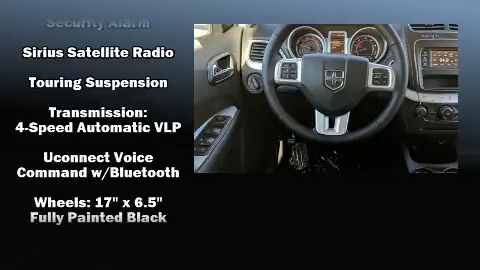 Security Alarm
Sirius Satellite Radio
Touring Suspension
Transmission:
4-Speed Automatic VLP
Uconnect Voice
Command w/Bluetooth
Wheels: 17" x 6.5"
Fully Painted Black